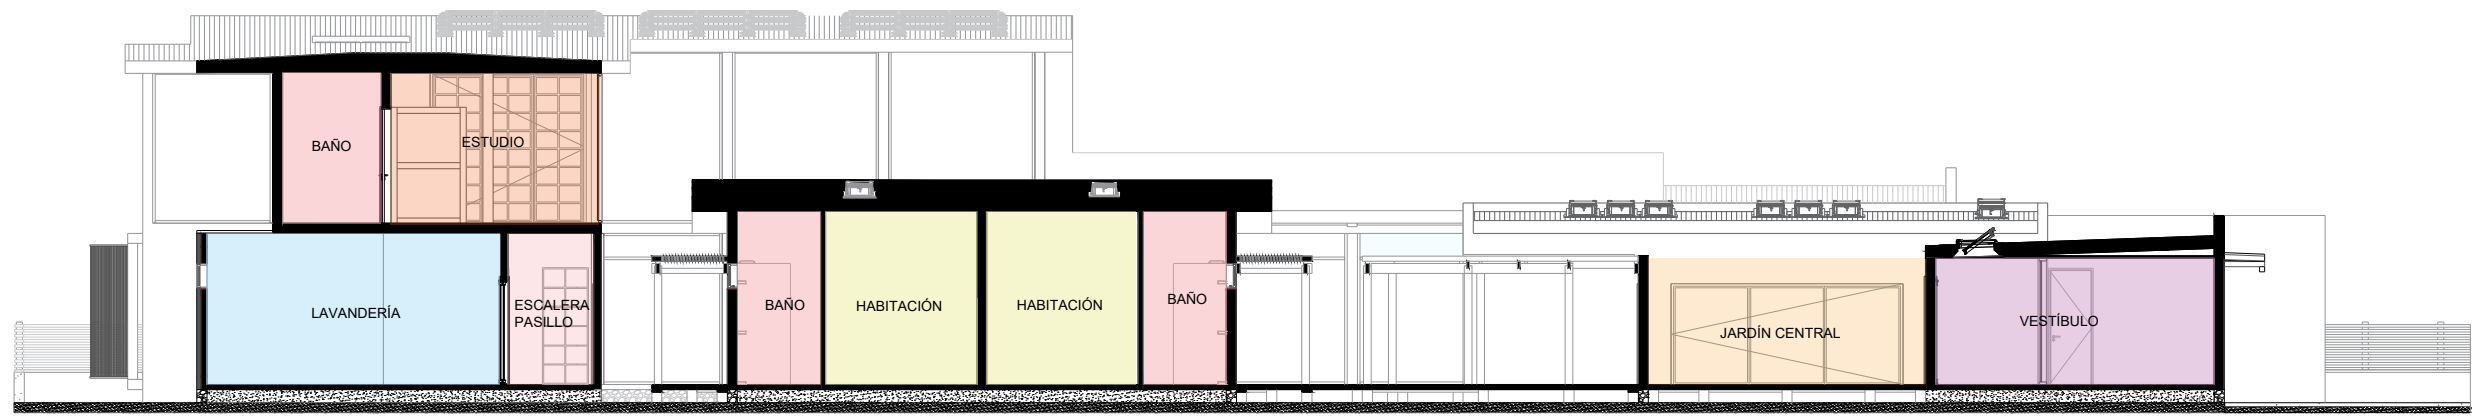 BAÑO
ESTUDIO
LAVANDERÍA
ESCALERA
PASILLO
BAÑO
HABITACIÓN
HABITACIÓN
BAÑO
JARDÍN CENTRAL
VESTÍBULO